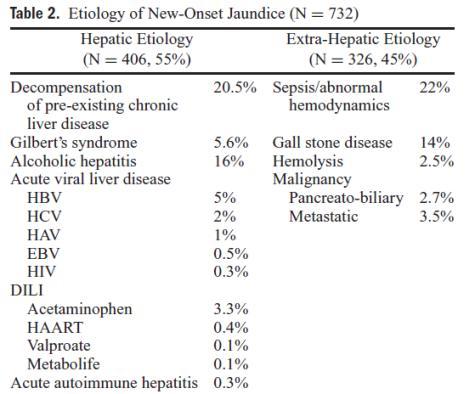 Table 2. Etiology of New-Onset Jaundice (N = 732)
Hepatic Etiology Extra-Hepatic Etiology
(N = 406, 55%) (N = 326, 45%)
Decompensation 20.5% Sepsis/abnormal 22%
of pre-existing chronic hemodynamics
liver disease
Gilbert's syndrome 5.6% Gall stone disease 14%
Alcoholic hepatitis 16% Hemolysis 2.5%
Acute viral liver disease Malignancy
HBV 5% Pancreato-biliary 2.7%
HCV 2% Metastatic 3.5%
HAV 1%
EBV 0.5%
HIV 0.3%
DILI
Acetaminophen 3.3%
HAART 0.4%
Valproate 0.1%
Metabolife 0.1%
Acute autoimmune hepatitis 0.3%